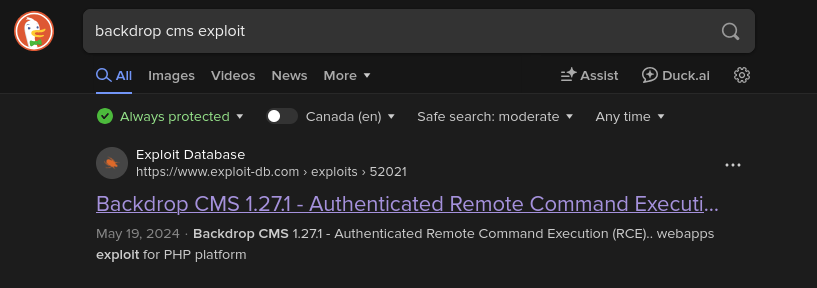 backdrop cms exploit
All Images Videos News More Assist Duck.ai
Always protected Canada (en) Safe search: moderate Any time
Exploit Database
https://www.exploit-db.com › exploits › 52021
Backdrop CMS 1.27.1 - Authenticated Remote Command Executi...
May 19, 2024 · Backdrop CMS 1.27.1 - Authenticated Remote Command Execution (RCE).. webapps
exploit for PHP platform